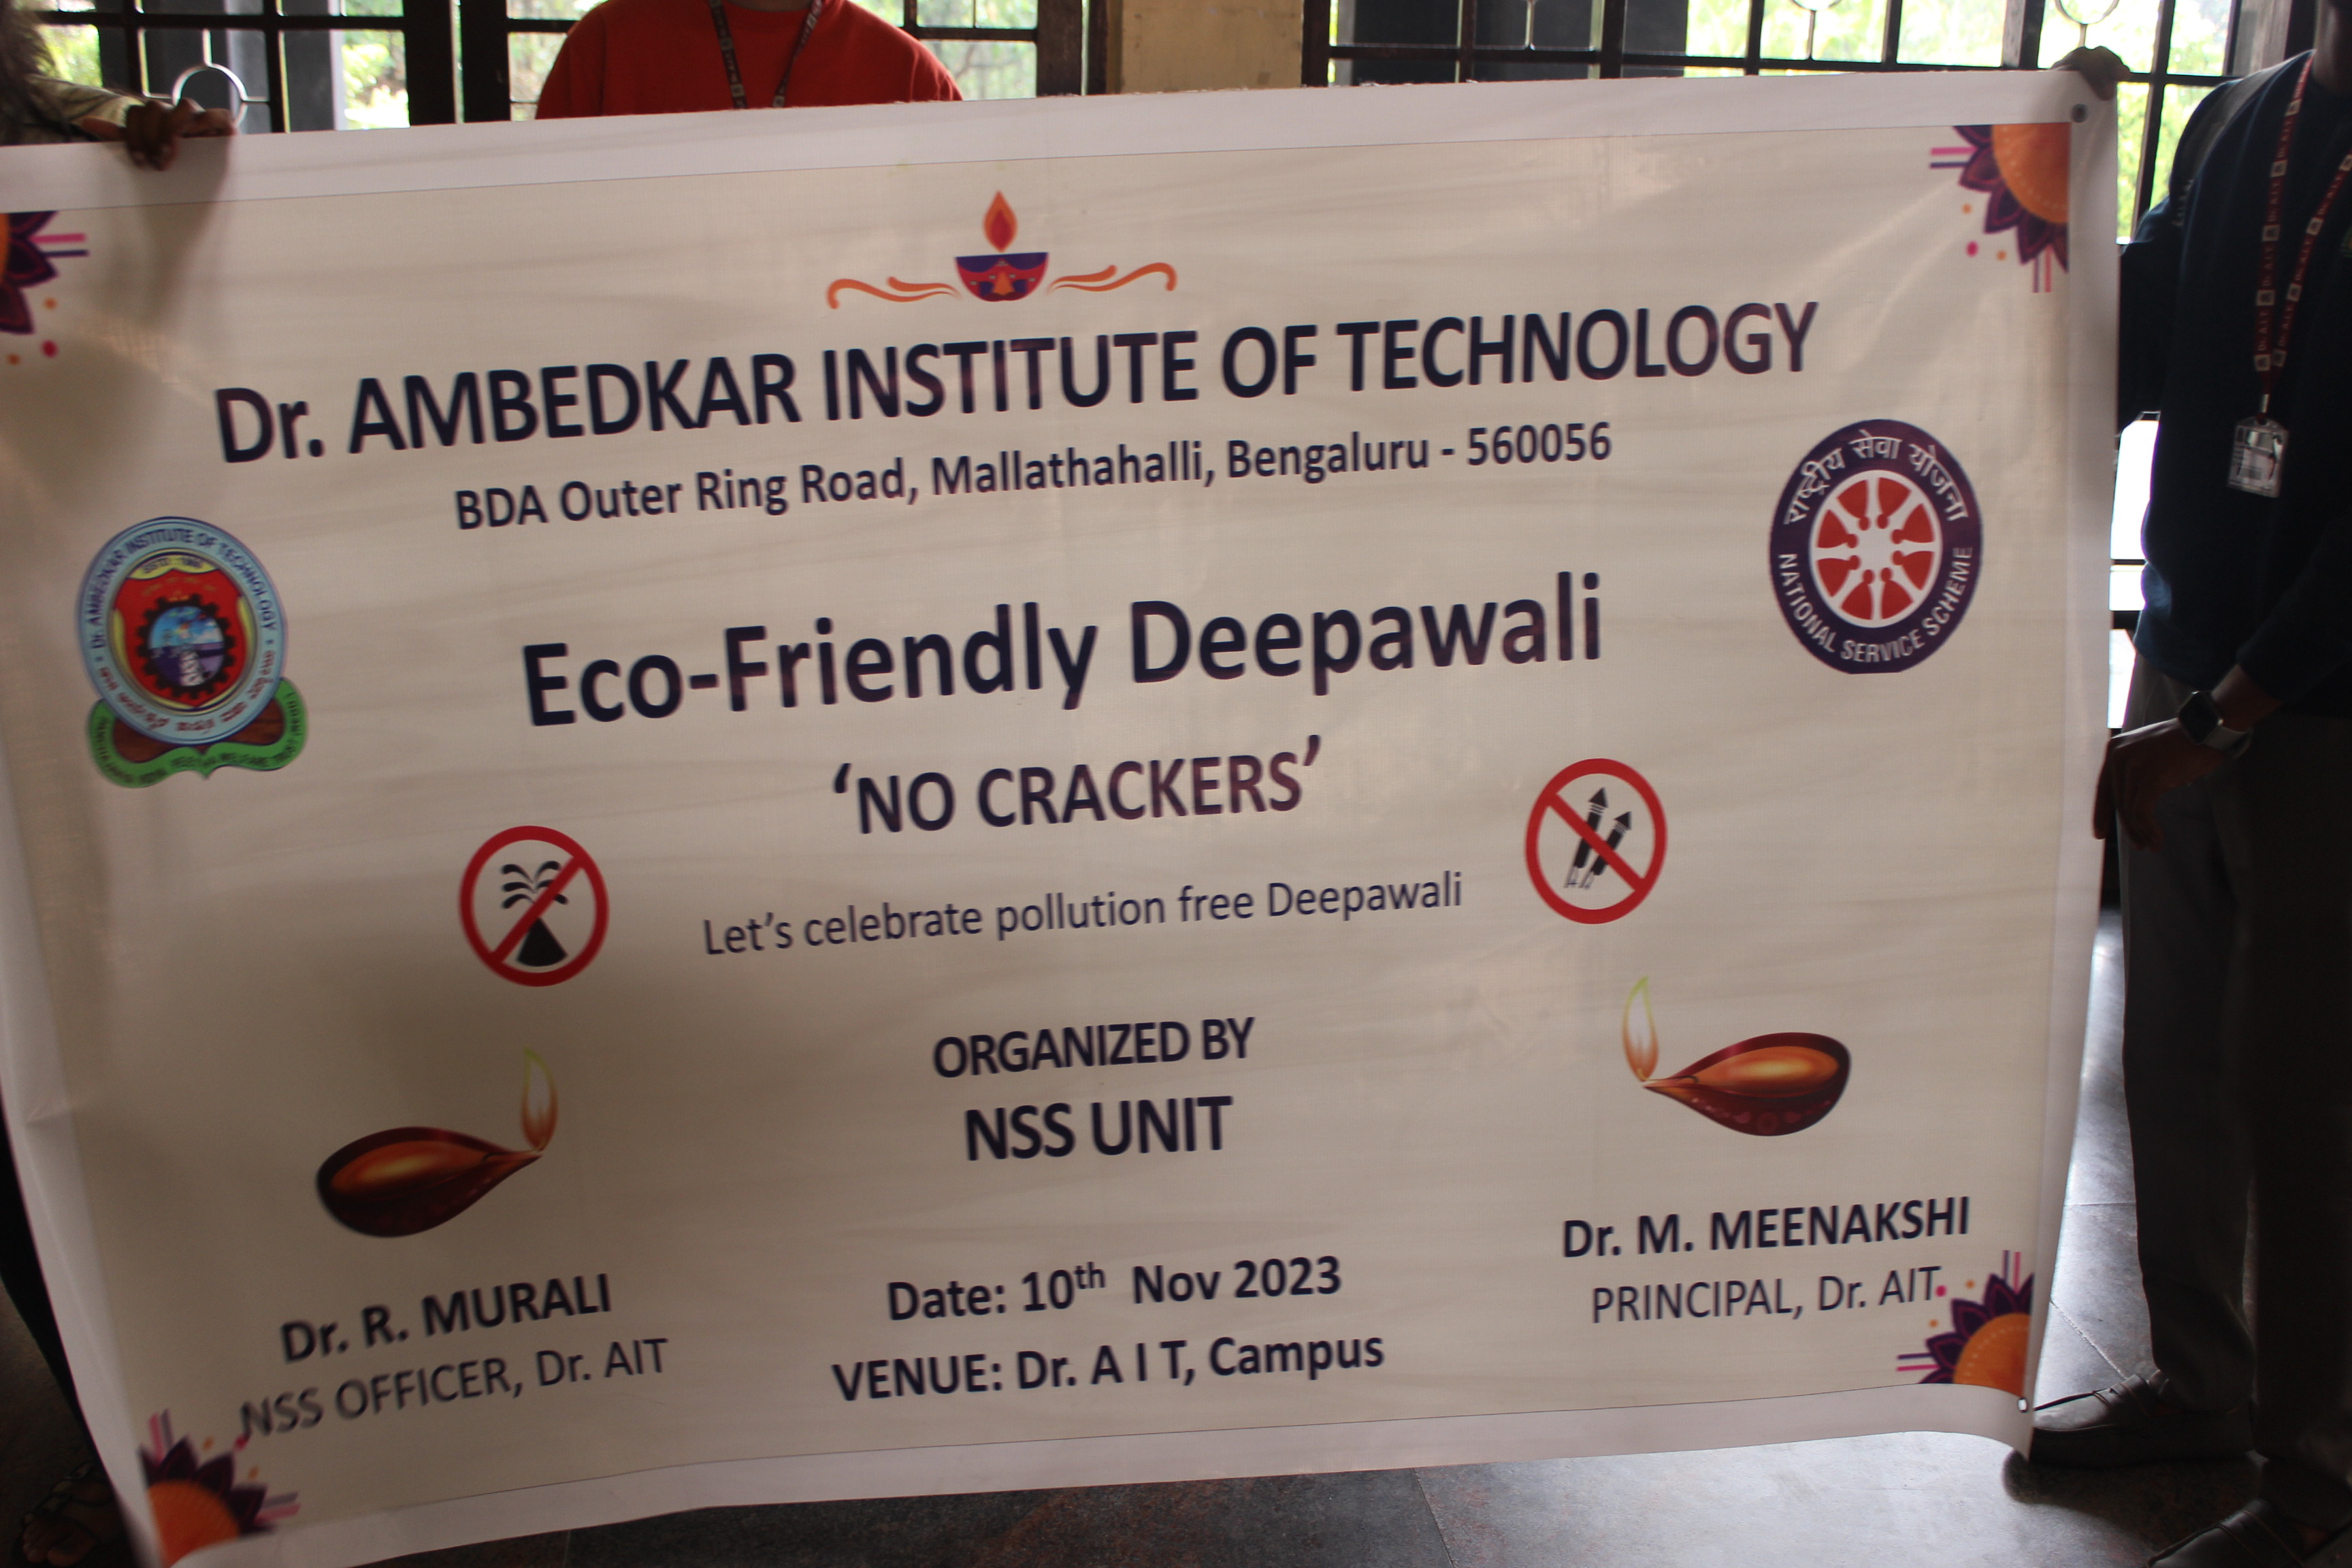 Dr. AMBEDKAR INSTITUTE OF TECHNOLOGY
BDA Outer Ring Road, Mallathahalli, Bengaluru - 560056
Dr. AMBEDKAR INSTITUTE OF TECHNOLOGY
राष्ट्रीय सेवा योजना
NATIONAL SERVICE SCHEME
Eco-Friendly Deepawali
‘NO CRACKERS’
Let’s celebrate pollution free Deepawali
ORGANIZED BY
NSS UNIT
Dr. R. MURALI
NSS OFFICER, Dr. AIT
Date: 10th Nov 2023
VENUE: Dr. A I T, Campus
Dr. M. MEENAKSHI
PRINCIPAL, Dr. AIT